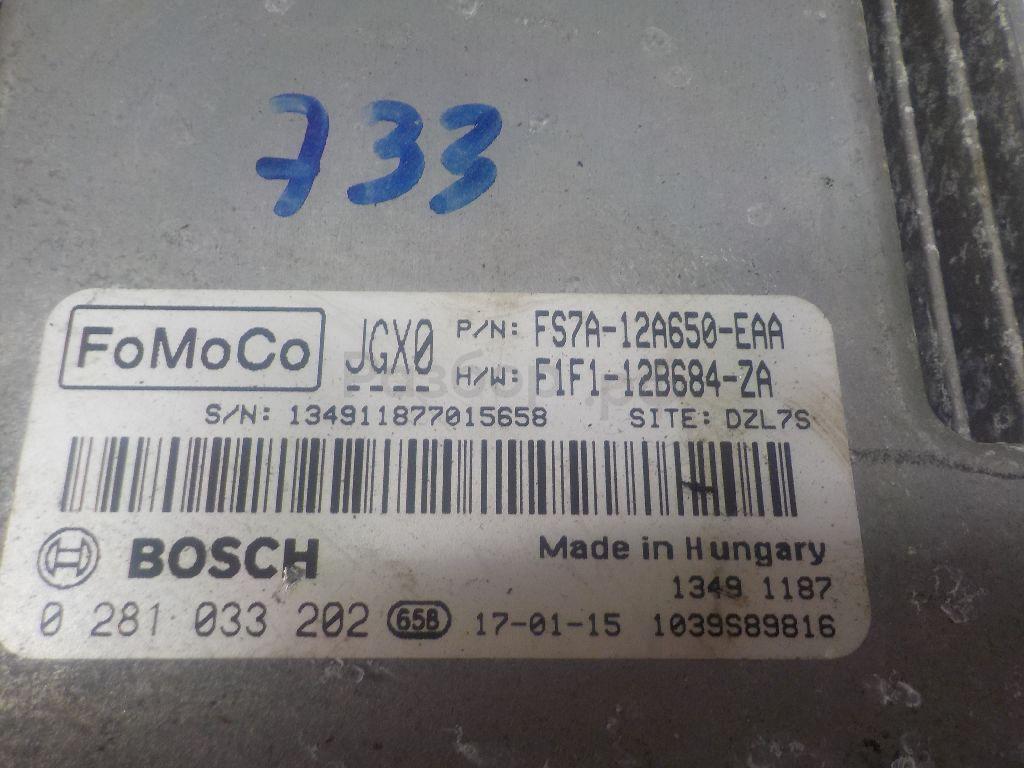 733
FoMoCo JGX0 P/N: FS7A-12A650-EAA
H/W: F1F1-12B684-ZA
S/N: 134911877015658 SITE: DZL7S
BOSCH Made in Hungary
1349 1187
0 281 033 202 658 17-01-15 1039S89816